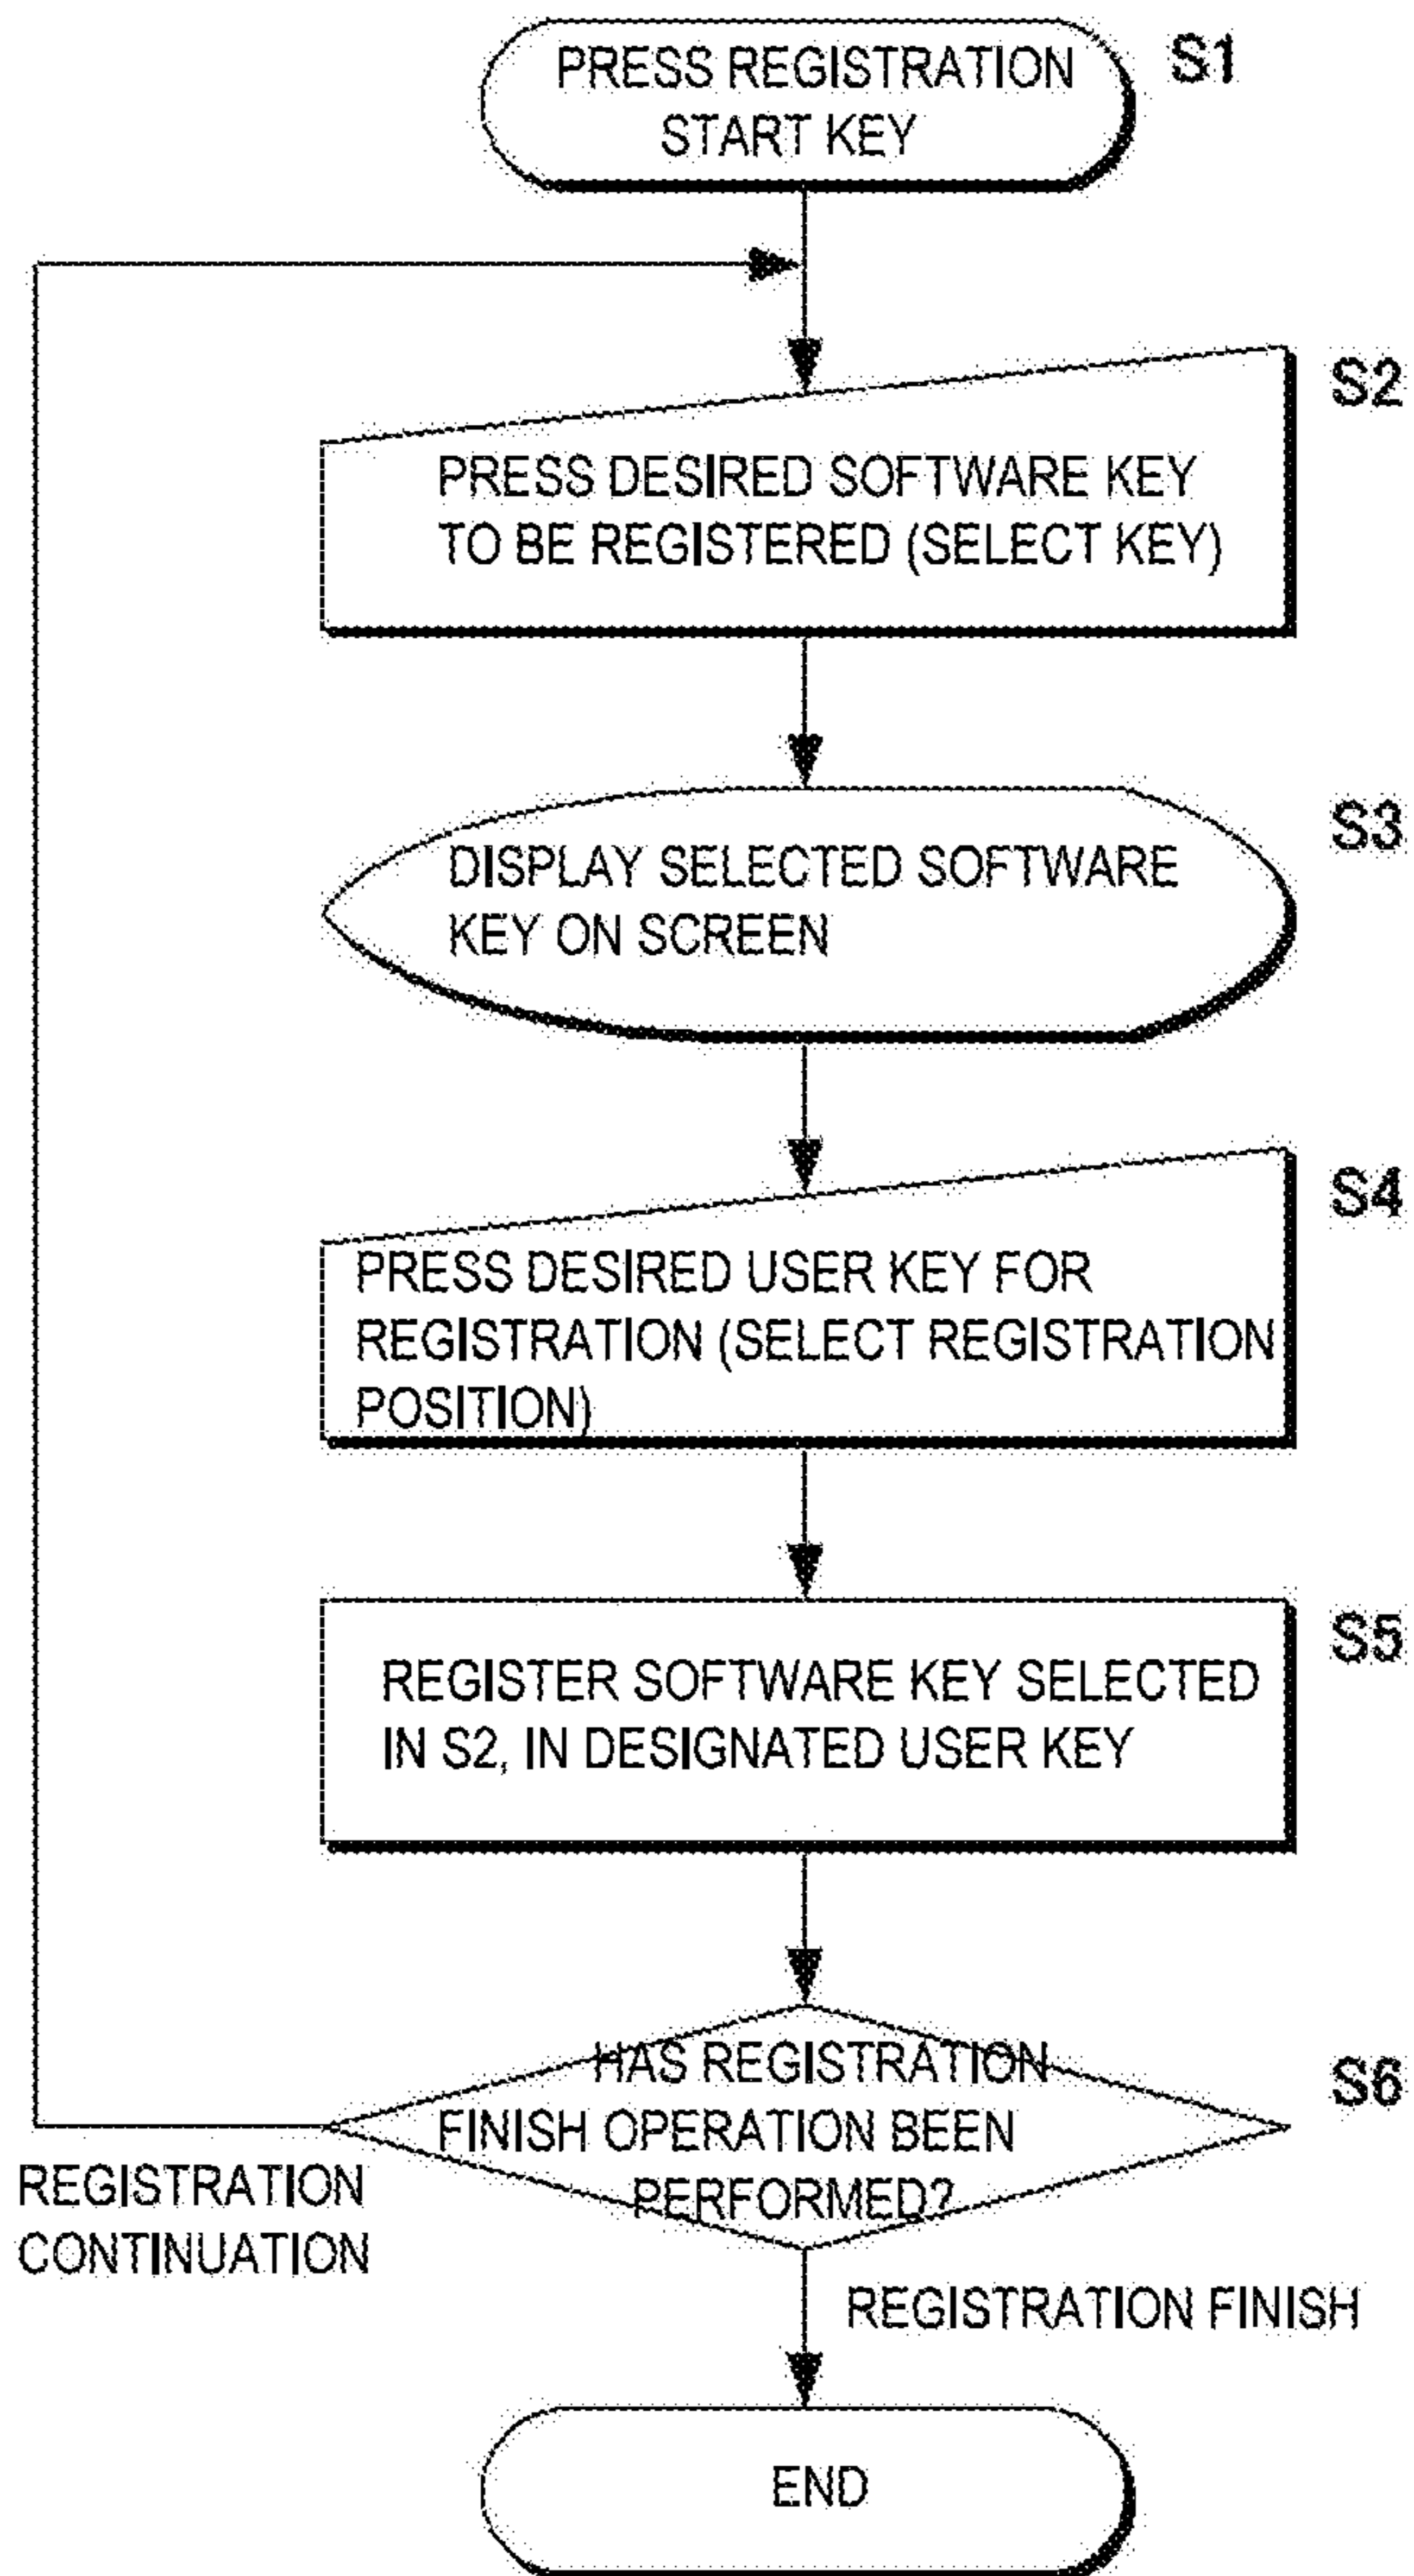 PRESS REGISTRATION
START KEY
S1
S2
PRESS DESIRED SOFTWARE KEY
TO BE REGISTERED (SELECT KEY)
S3
DISPLAY SELECTED SOFTWARE
KEY ON SCREEN
S4
PRESS DESIRED USER KEY FOR
REGISTRATION (SELECT REGISTRATION
POSITION)
S5
REGISTER SOFTWARE KEY SELECTED
IN S2, IN DESIGNATED USER KEY
S6
HAS REGISTRATION
FINISH OPERATION BEEN
PERFORMED?
REGISTRATION
CONTINUATION
REGISTRATION FINISH
END